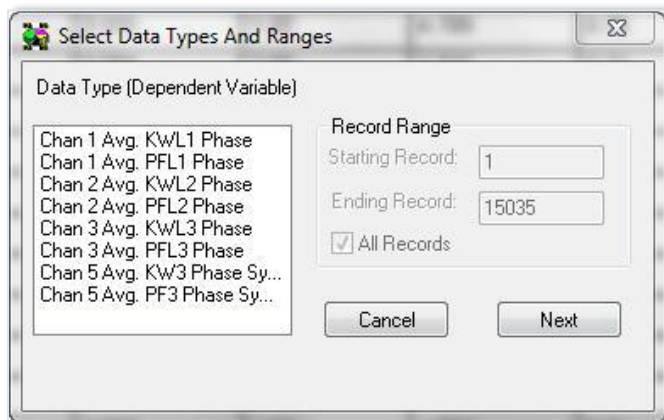 Select Data Types And Ranges
Data Type (Dependent Variable)
Chan 1 Avg. KWL1 Phase
Chan 1 Avg. PFL1 Phase
Chan 2 Avg. KWL2 Phase
Chan 2 Avg. PFL2 Phase
Chan 3 Avg. KWL3 Phase
Chan 3 Avg. PFL3 Phase
Chan 5 Avg. KW3 Phase Sy...
Chan 5 Avg. PF3 Phase Sy...
Record Range
Starting Record: 1
Ending Record: 15035
All Records
Cancel Next